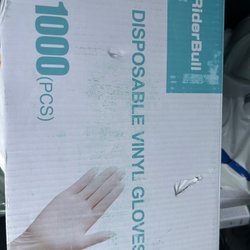 RiderBull
DISPOSABLE VINYL GLOVES
1000(PCS)